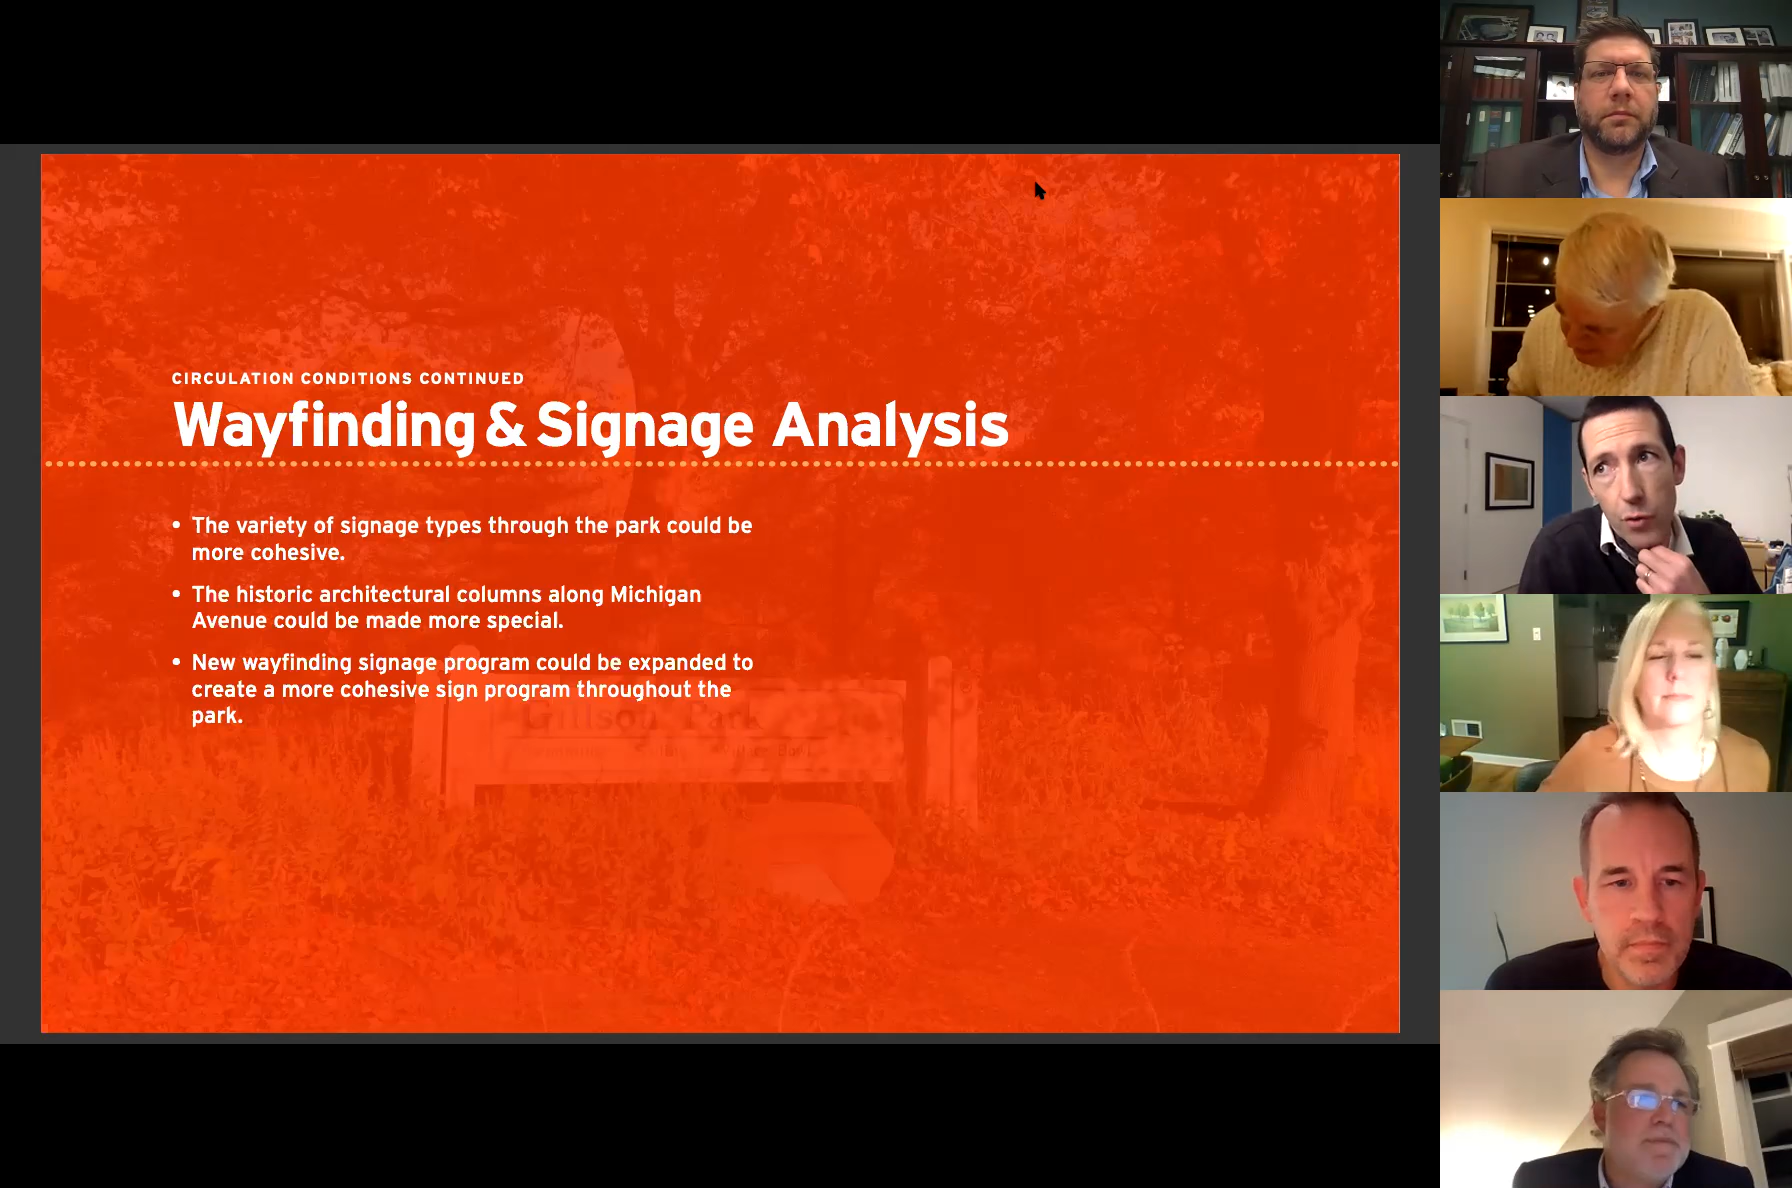 CIRCULATION CONDITIONS CONTINUED
Wayfinding & Signage Analysis
• The variety of signage types through the park could be
more cohesive.
• The historic architectural columns along Michigan
Avenue could be made more special.
• New wayfinding signage program could be expanded to
create a more cohesive sign program throughout the
park.
Gillson Park